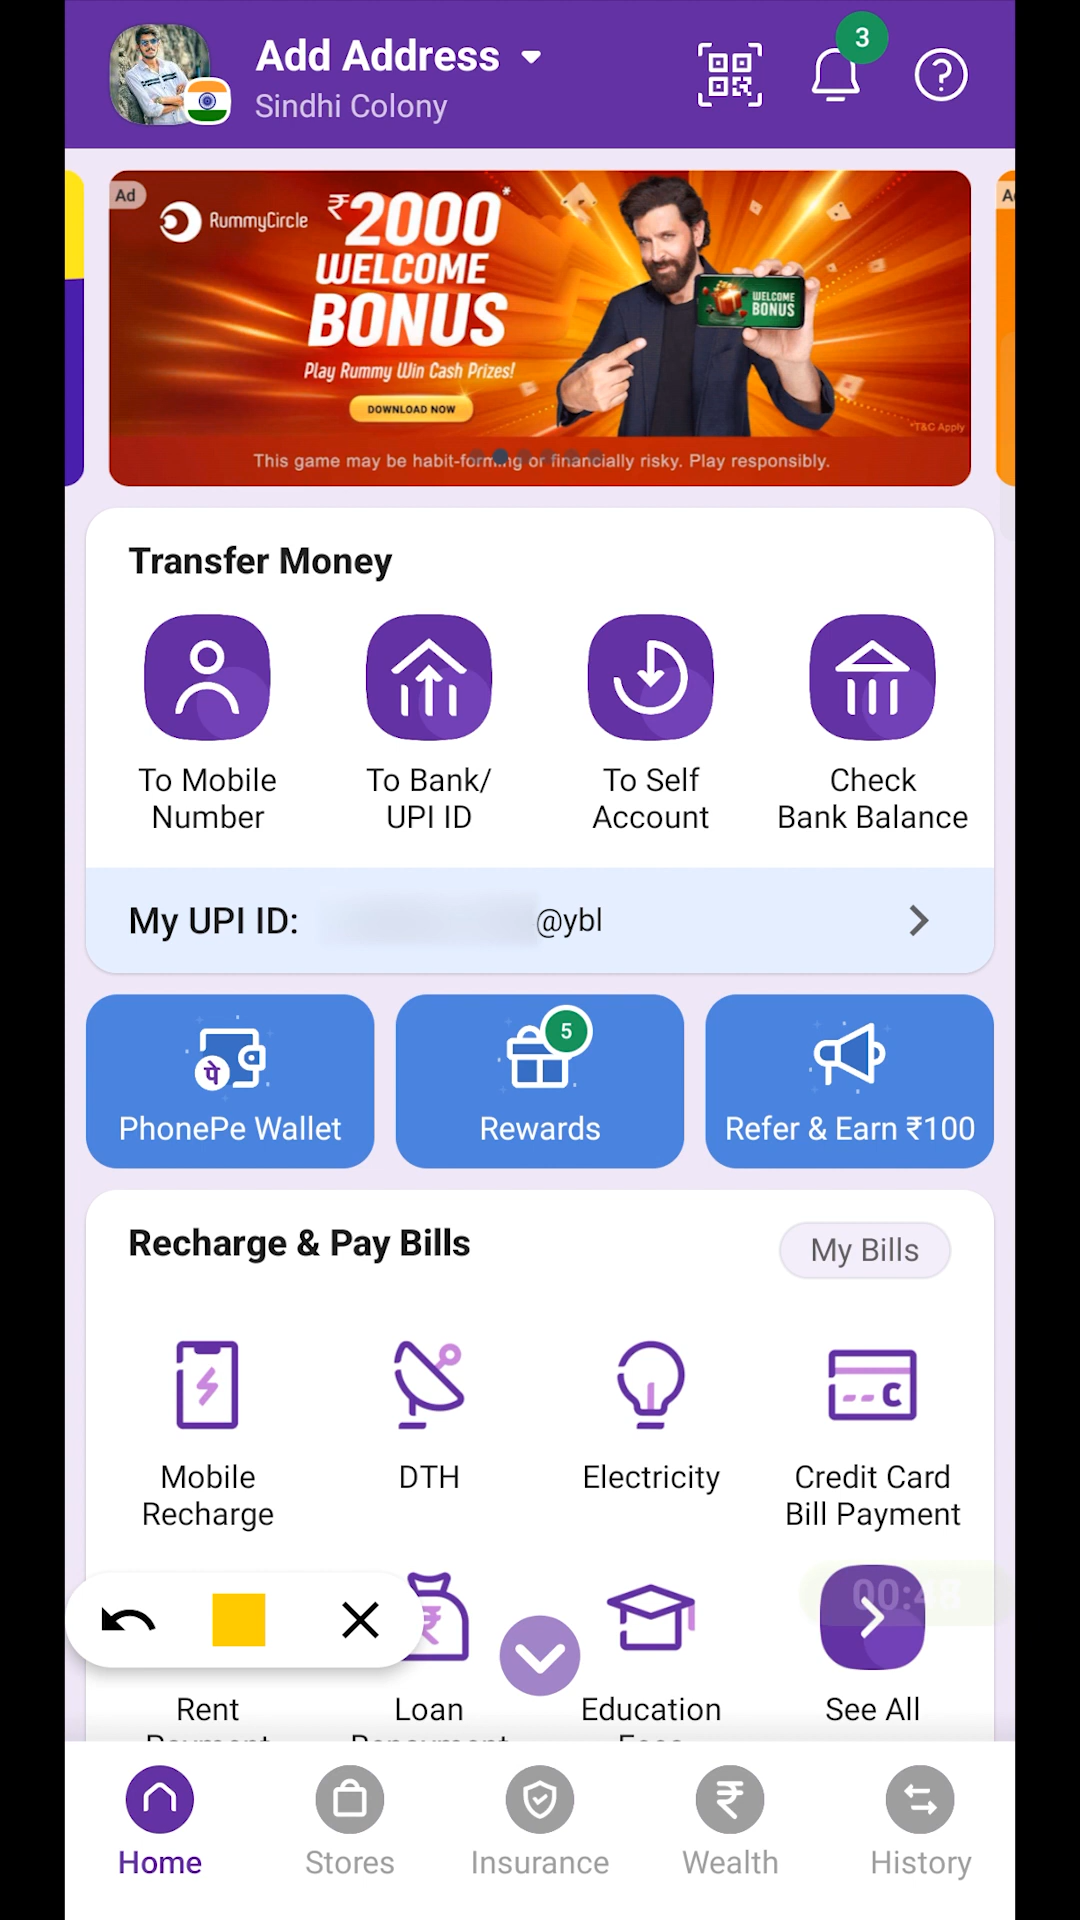 Add Address
Sindhi Colony
3
Ad
RummyCircle
₹2000*
WELCOME
BONUS
Play Rummy Win Cash Prizes!
DOWNLOAD NOW
WELCOME
BONUS
*T&C Apply
This game may be habit-forming or financially risky. Play responsibly.
Transfer Money
To Mobile
Number
To Bank/
UPI ID
To Self
Account
Check
Bank Balance
My UPI ID: @ybl
पे
PhonePe Wallet
5
Rewards
Refer & Earn ₹100
Recharge & Pay Bills
My Bills
Mobile
Recharge
DTH
Electricity
C
Credit Card
Bill Payment
00:48
Rent
Loan
Education
See All
Home
Stores
Insurance
Wealth
History